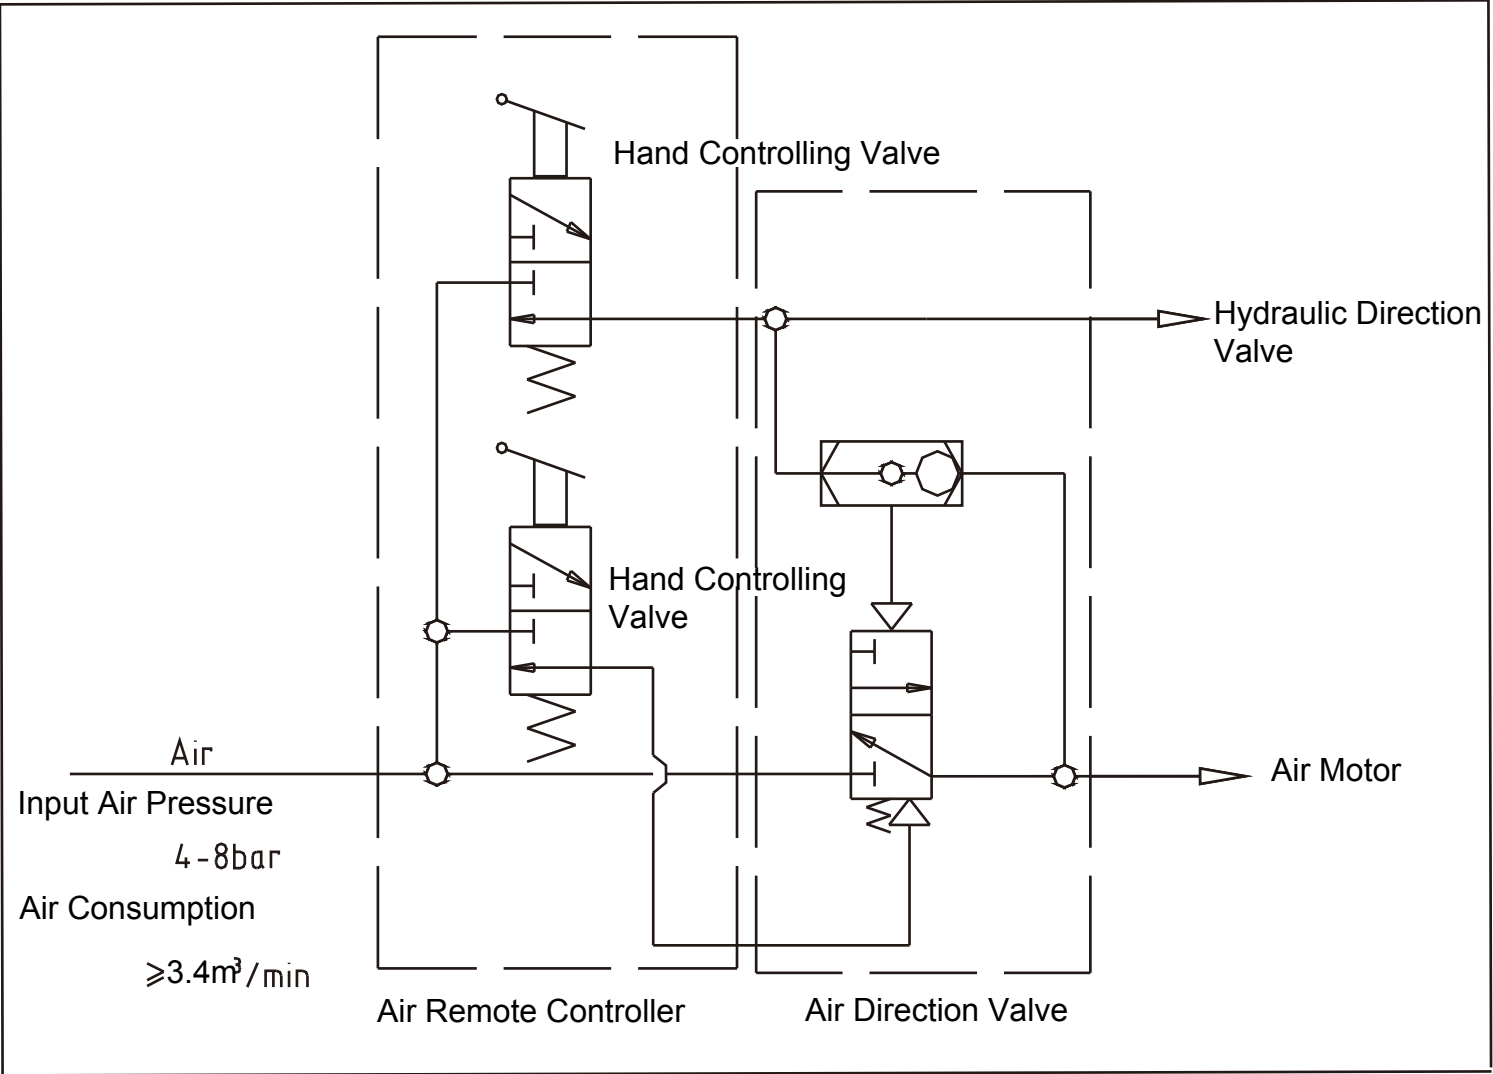 Hand Controlling Valve
Hydraulic Direction
Valve
Hand Controlling
Valve
Air
Input Air Pressure
4-8bar
Air Consumption
⩾3.4m³/min
Air Motor
Air Remote Controller
Air Direction Valve